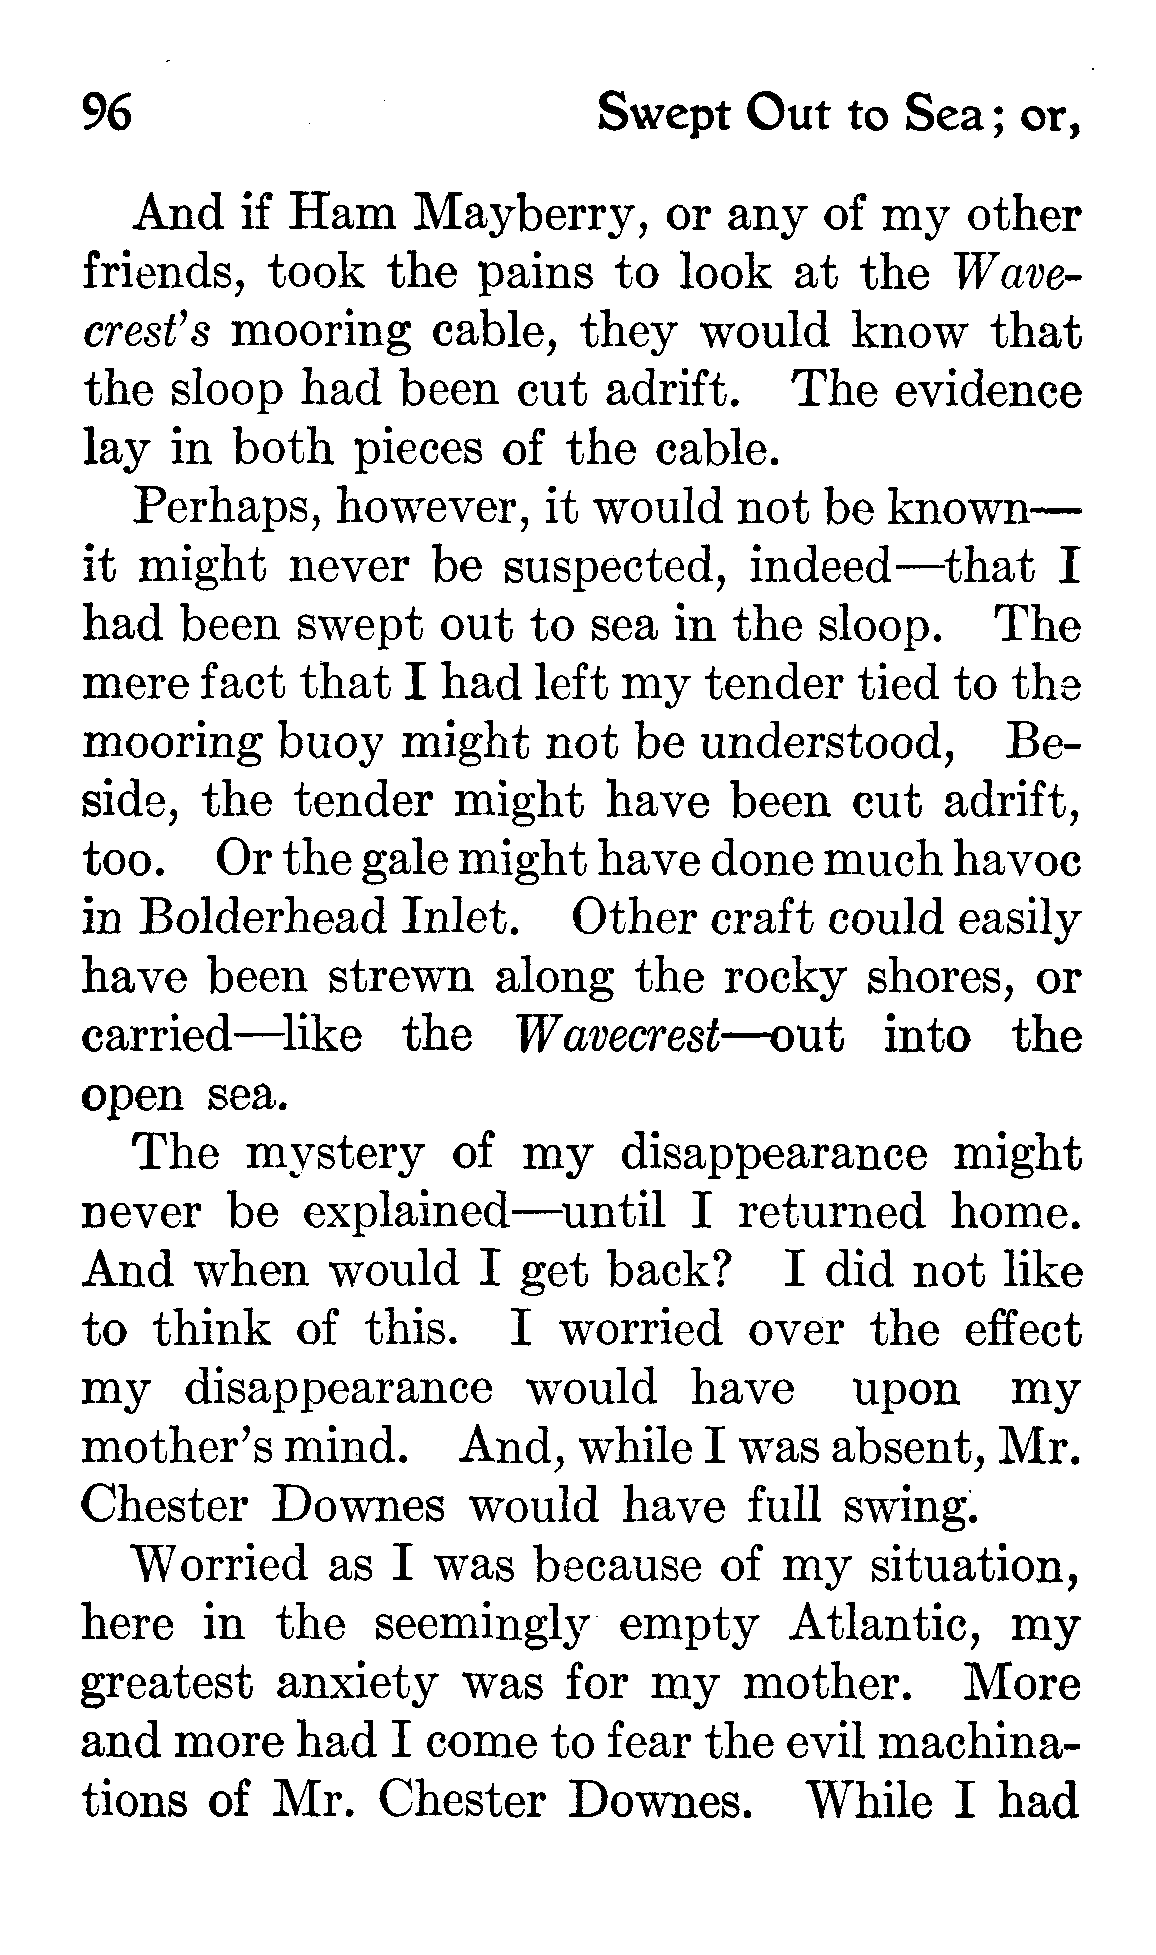 96 Swept Out to Sea; or,
And if Ham Mayberry, or any of my other
friends, took the pains to look at the Wave-
crest's mooring cable, they would know that
the sloop had been cut adrift. The evidence
lay in both pieces of the cable.
Perhaps, however, it would not be known—
it might never be suspected, indeed—that I
had been swept out to sea in the sloop. The
mere fact that I had left my tender tied to the
mooring buoy might not be understood, Be-
side, the tender might have been cut adrift,
too. Or the gale might have done much havoc
in Bolderhead Inlet. Other craft could easily
have been strewn along the rocky shores, or
carried—like the Wavecrest—out into the
open sea.
The mystery of my disappearance might
never be explained—until I returned home.
And when would I get back? I did not like
to think of this. I worried over the effect
my disappearance would have upon my
mother's mind. And, while I was absent, Mr.
Chester Downes would have full swing.
Worried as I was because of my situation,
here in the seemingly empty Atlantic, my
greatest anxiety was for my mother. More
and more had I come to fear the evil machina-
tions of Mr. Chester Downes. While I had